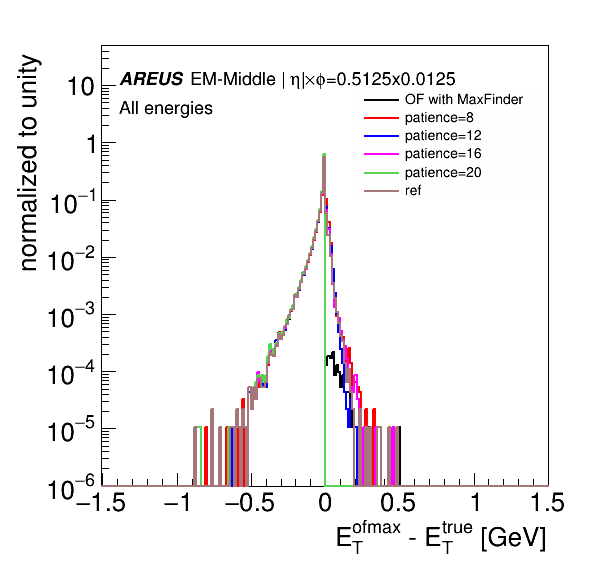 AREUS EM-Middle | η|×ϕ=0.5125x0.0125
All energies
OF with MaxFinder
patience=8
patience=12
patience=16
patience=20
ref
normalized to unity
10
1
10−1
10−2
10−3
10−4
10−5
10−6
−1.5 −1 −0.5 0 0.5 1 1.5
E_T^ofmax - E_T^true [GeV]